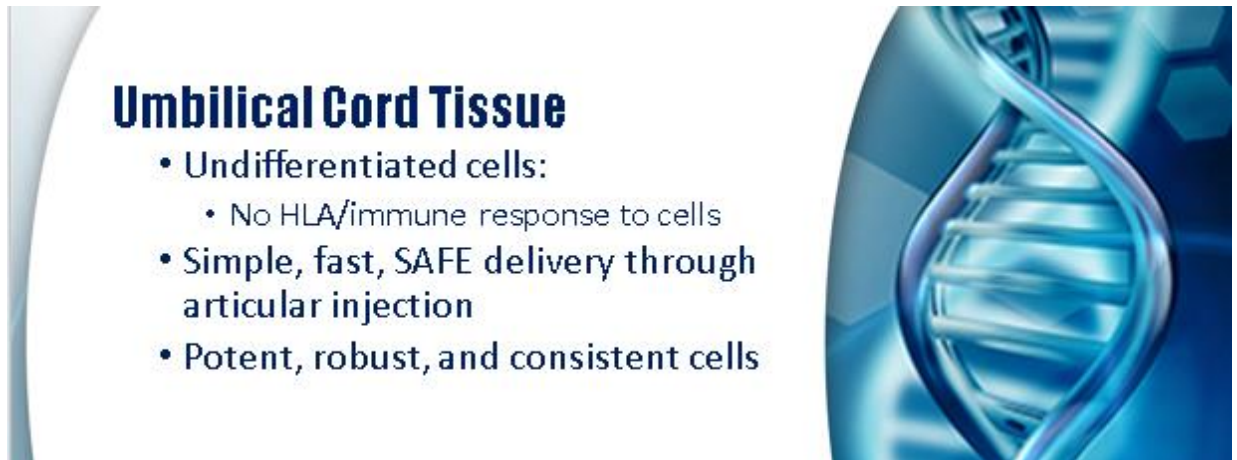 Umbilical Cord Tissue
• Undifferentiated cells:
• No HLA/immune response to cells
• Simple, fast, SAFE delivery through
articular injection
• Potent, robust, and consistent cells